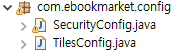 com.ebookmarket.config
SecurityConfig.java
TilesConfig.java